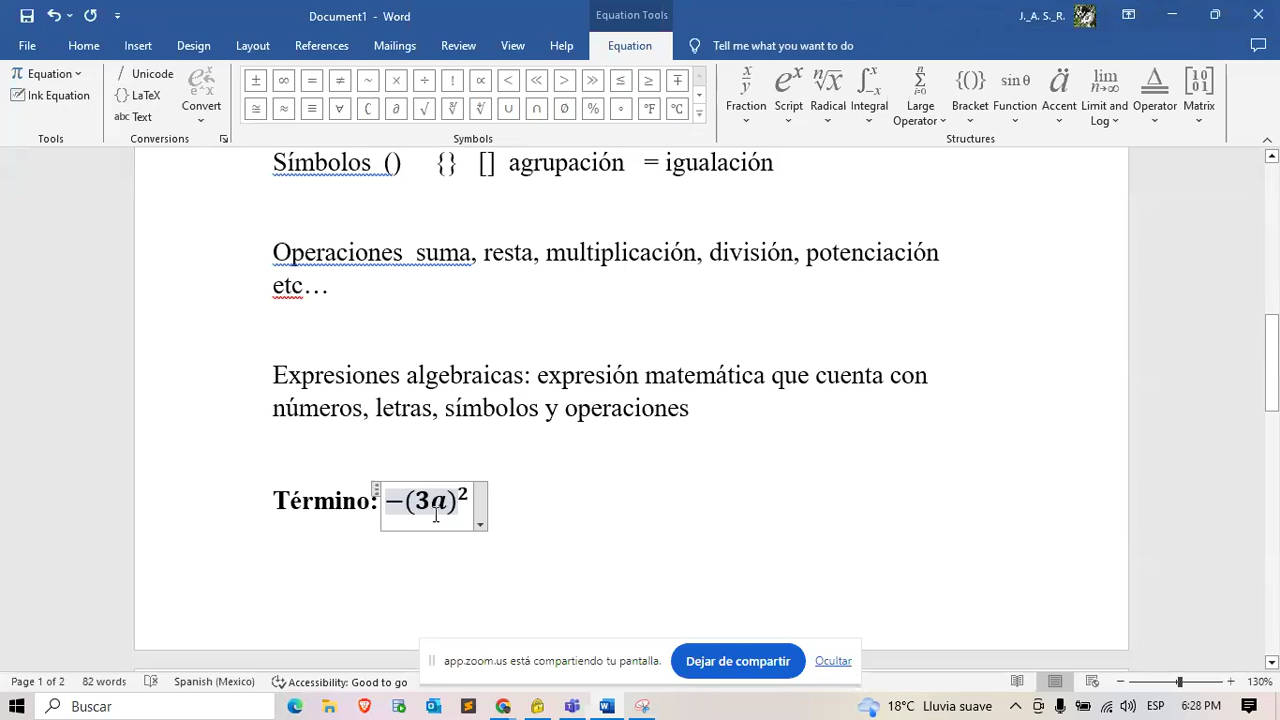 Document1 - Word
Equation Tools
J._ A. S._R.
File Home Insert Design Layout References Mailings Review View Help Equation Tell me what you want to do
π Equation
Ink Equation
Tools
Unicode
LaTeX
abc Text
Convert
Conversions
± ∞ = ≠ ~ × ÷ ! ∝ < ≪ > ≫ ≤ ≥ ∓
≅ ≈ ≡ ∀ ∁ ∂ √ ∛ ∜ ∪ ∩ ∅ % ° °F °C
Symbols
Fraction Script Radical Integral Large Operator Bracket Function Accent Limit and Log Operator Matrix
Structures
Símbolos () {} [] agrupación = igualación
Operaciones suma, resta, multiplicación, división, potenciación
etc…
Expresiones algebraicas: expresión matemática que cuenta con
números, letras, símbolos y operaciones
Término: −(3a)²
app.zoom.us está compartiendo tu pantalla. Dejar de compartir Ocultar
Page 1 of 2 82 words Spanish (Mexico) Accessibility: Good to go 130%
Buscar 18°C Lluvia suave ESP 6:28 PM